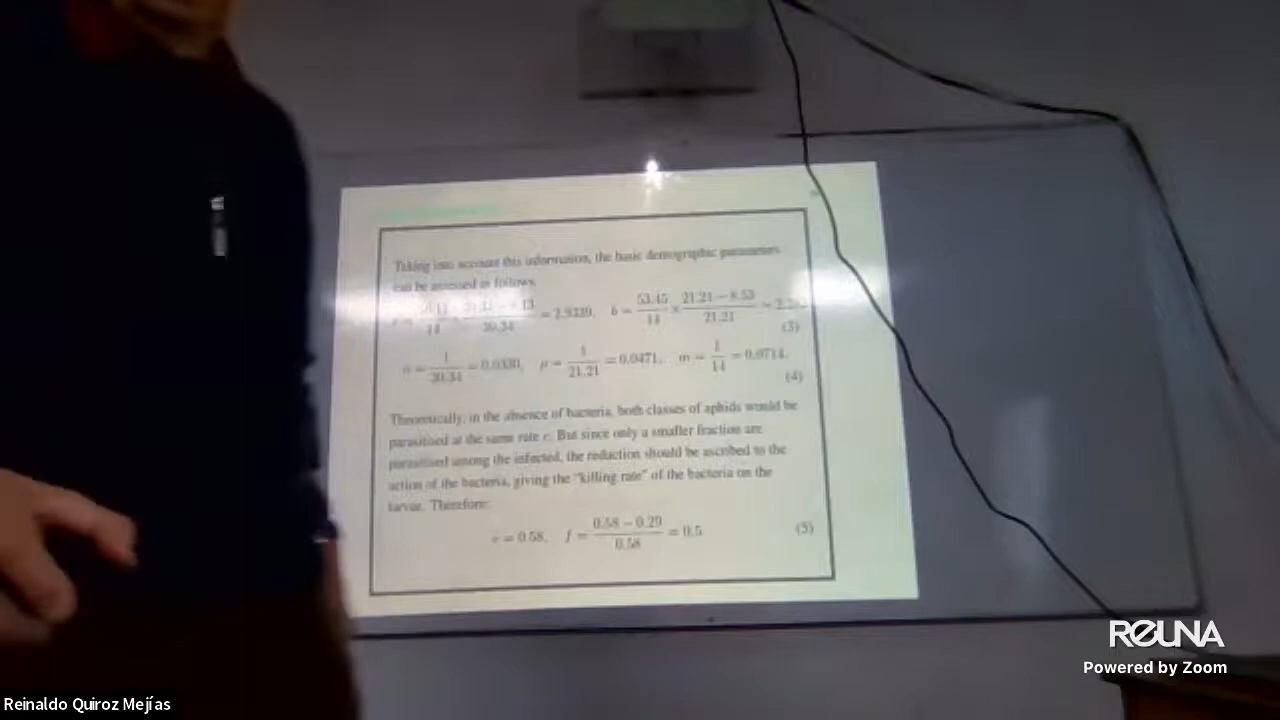 Taking into account this information, the basic demographic parameters
can be assessed as follows.
= 2.9339, b = 53.45/14 × 21.21 − 8.53/21.21
(3)
n = 1/30.34 = 0.0330, μ = 1/21.21 = 0.0471, m = 1/14 = 0.0714.
(4)
Theoretically, in the absence of bacteria, both classes of aphids would be
parasitised at the same rate e. But since only a smaller fraction are
parasitised among the infected, the reduction should be ascribed to the
action of the bacteria, giving the "killing rate" of the bacteria on the
larvae. Therefore:
e = 0.58, f = 0.58 − 0.29/0.58 = 0.5 (5)
REUNA
Powered by Zoom
Reinaldo Quiroz Mejías